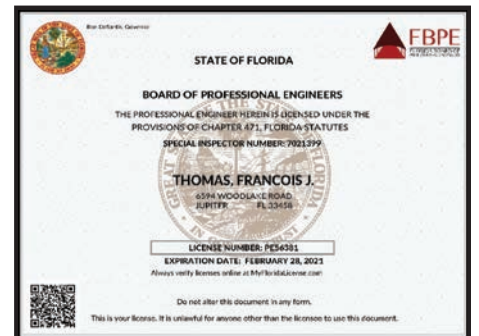 Ron DeSantis, Governor
FBPE
STATE OF FLORIDA
BOARD OF PROFESSIONAL ENGINEERS
THE PROFESSIONAL ENGINEER HEREIN IS LICENSED UNDER THE
PROVISIONS OF CHAPTER 471, FLORIDA STATUTES
SPECIAL INSPECTOR NUMBER: 7021399
THOMAS, FRANCOIS J.
6594 WOODLAKE ROAD
JUPITER FL 33458
LICENSE NUMBER: PE56381
EXPIRATION DATE: FEBRUARY 28, 2021
Always verify licenses online at MyFloridaLicense.com
Do not alter this document in any form.
This is your license. It is unlawful for anyone other than the licensee to use this document.